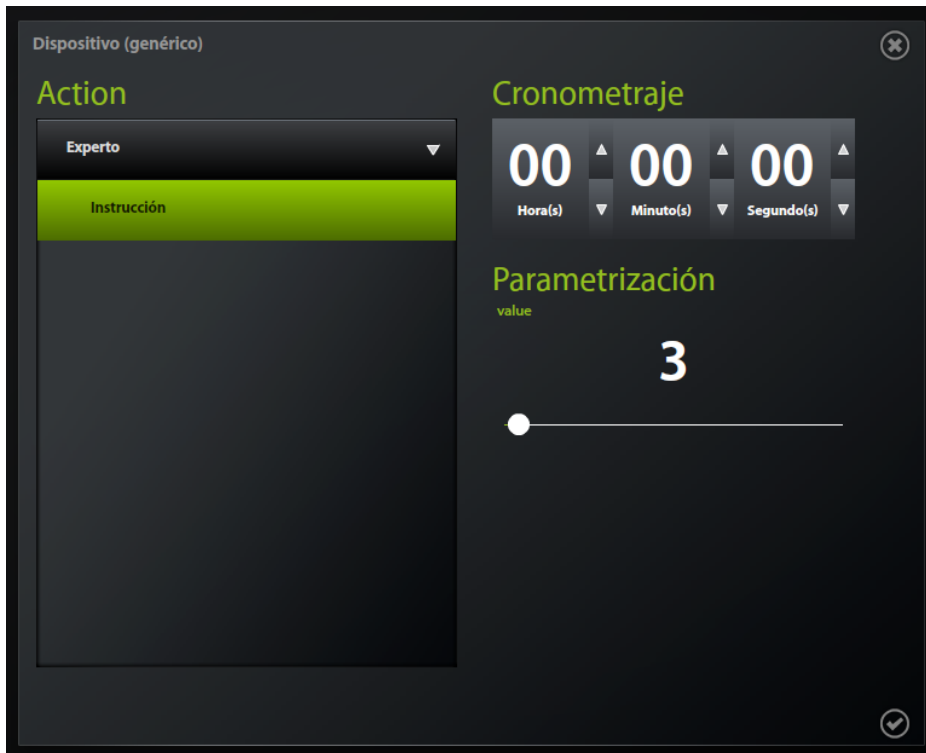 Dispositivo (genérico)
Action
Experto
Instrucción
Cronometraje
00 00 00
Hora(s) Minuto(s) Segundo(s)
Parametrización
value
3